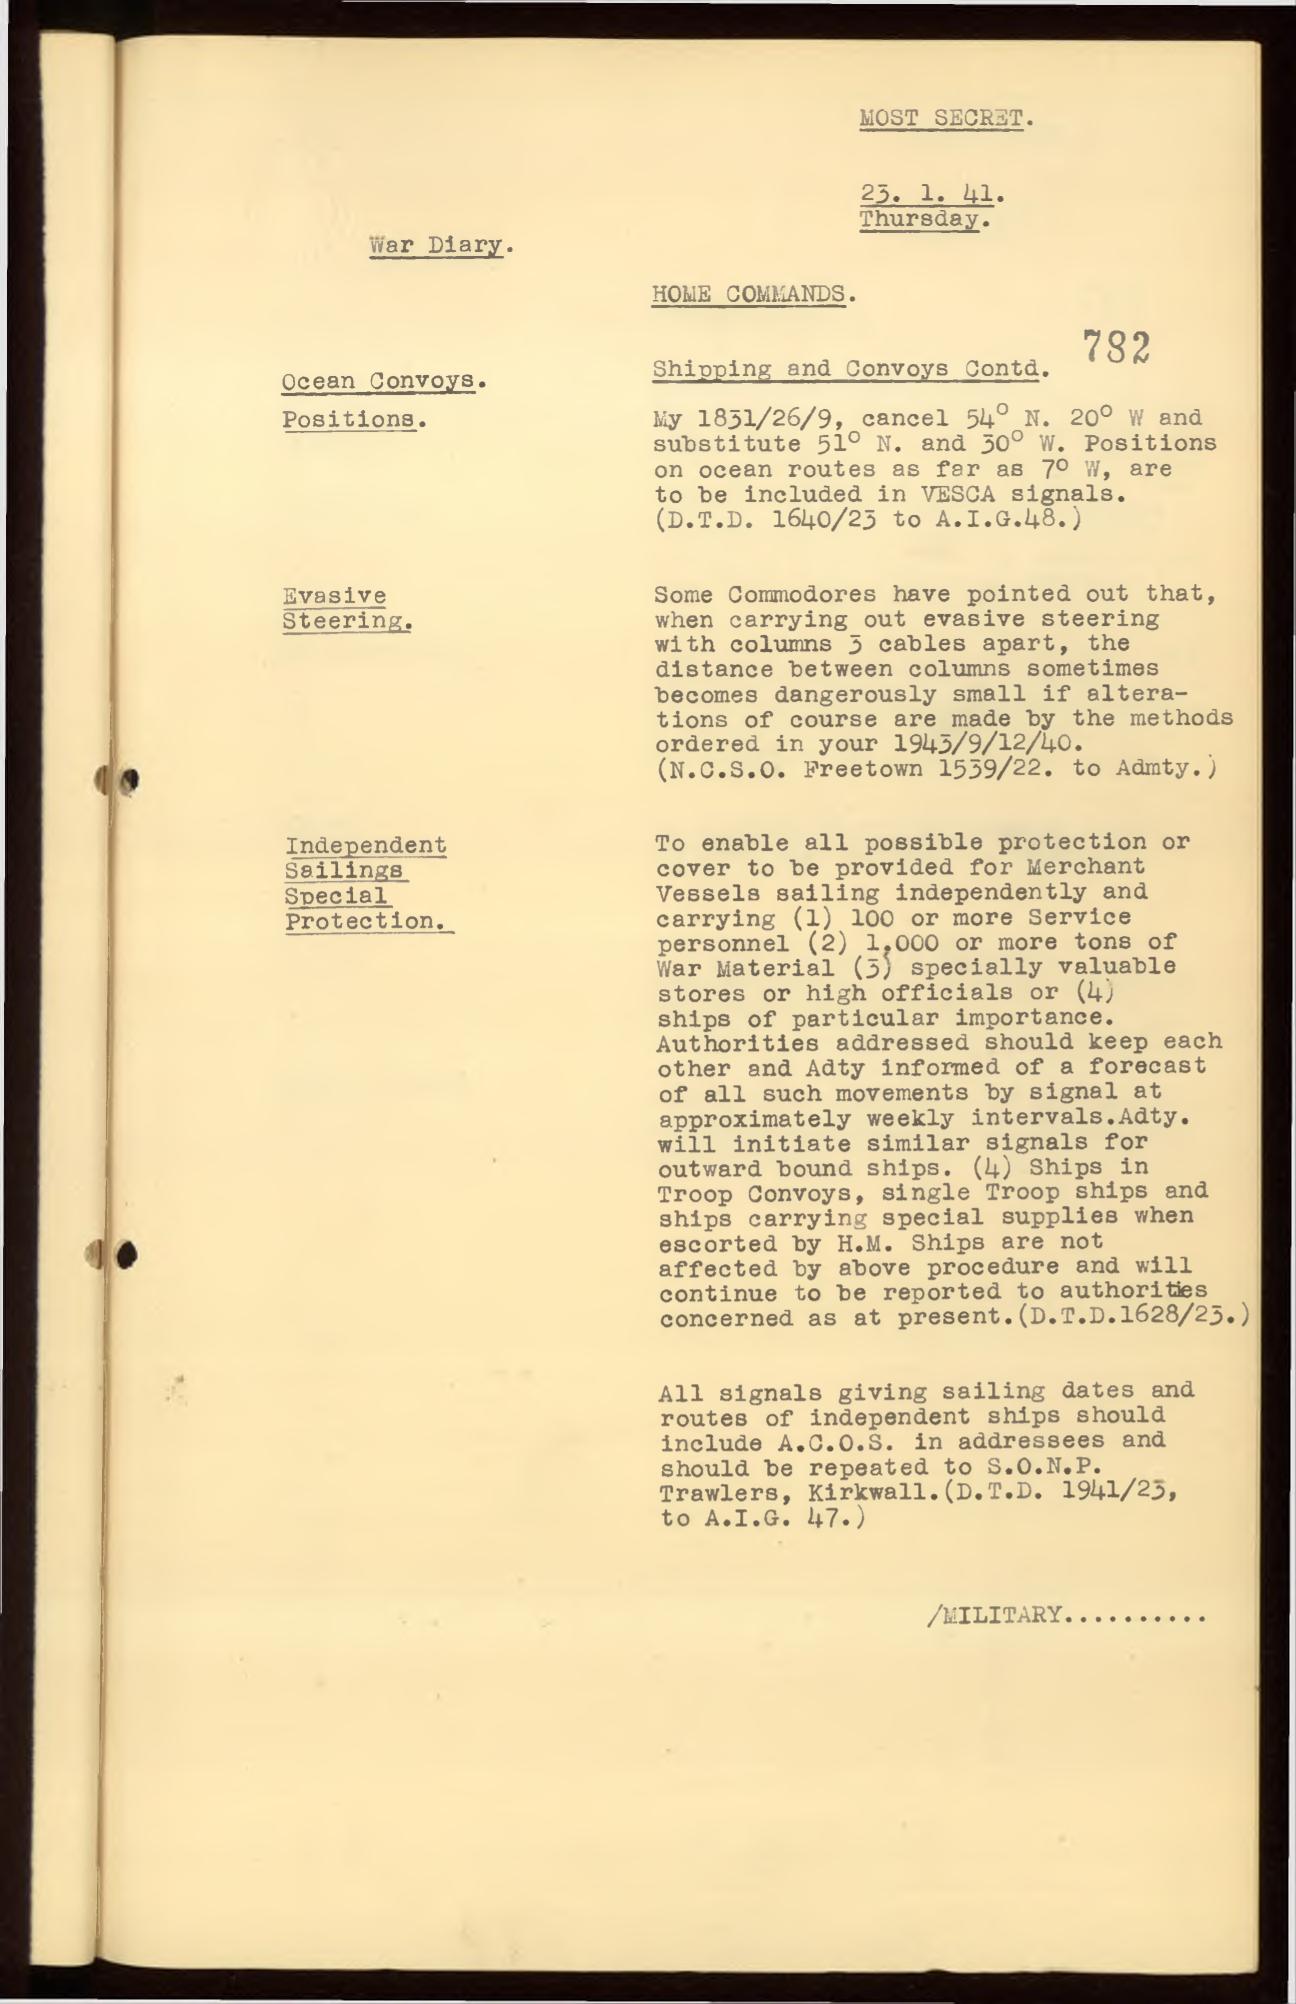 MOST SECRET.
23. 1. 41.
Thursday.
War Diary.
HOME COMMANDS.
782
Shipping and Convoys Contd.
Ocean Convoys.
Positions.
My 1831/26/9, cancel 54° N. 20° W and
substitute 51° N. and 30° W. Positions
on ocean routes as far as 7° W, are
to be included in VESCA signals.
(D.T.D. 1640/23 to A.I.G.48.)
Evasive
Steering.
Some Commodores have pointed out that,
when carrying out evasive steering
with columns 3 cables apart, the
distance between columns sometimes
becomes dangerously small if altera-
tions of course are made by the methods
ordered in your 1943/9/12/40.
(N.C.S.O. Freetown 1539/22. to Admty.)
Independent
Sailings
Special
Protection.
To enable all possible protection or
cover to be provided for Merchant
Vessels sailing independently and
carrying (1) 100 or more Service
personnel (2) 1,000 or more tons of
War Material (3) specially valuable
stores or high officials or (4)
ships of particular importance.
Authorities addressed should keep each
other and Adty informed of a forecast
of all such movements by signal at
approximately weekly intervals.Adty.
will initiate similar signals for
outward bound ships. (4) Ships in
Troop Convoys, single Troop ships and
ships carrying special supplies when
escorted by H.M. Ships are not
affected by above procedure and will
continue to be reported to authorities
concerned as at present.(D.T.D.1628/23.)
All signals giving sailing dates and
routes of independent ships should
include A.C.O.S. in addressees and
should be repeated to S.O.N.P.
Trawlers, Kirkwall.(D.T.D. 1941/23,
to A.I.G. 47.)
/MILITARY..........